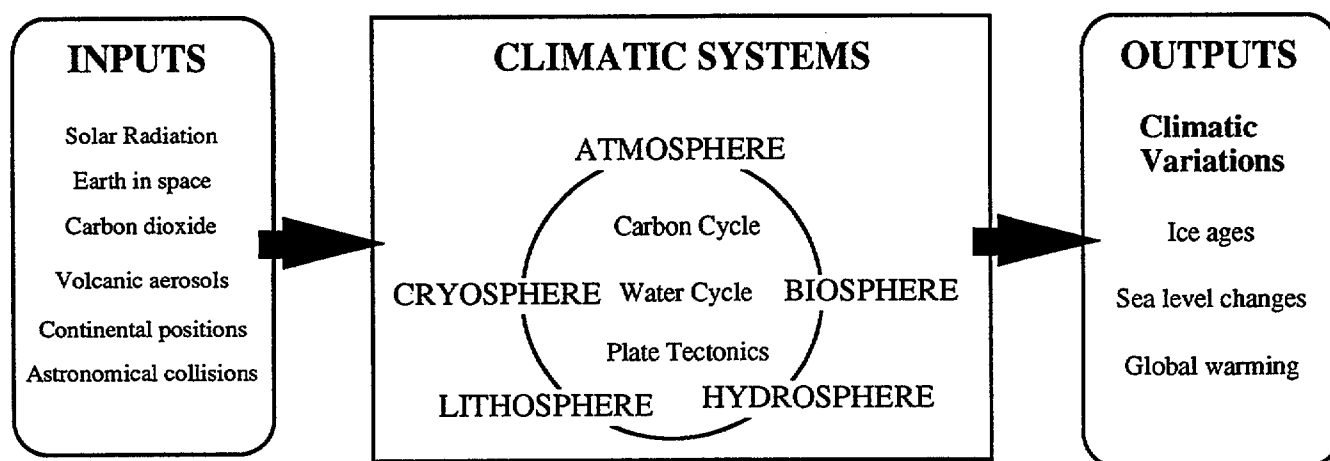 INPUTS
Solar Radiation
Earth in space
Carbon dioxide
Volcanic aerosols
Continental positions
Astronomical collisions
CLIMATIC SYSTEMS
ATMOSPHERE
Carbon Cycle
CRYOSPHERE
Water Cycle
BIOSPHERE
Plate Tectonics
LITHOSPHERE
HYDROSPHERE
OUTPUTS
Climatic
Variations
Ice ages
Sea level changes
Global warming